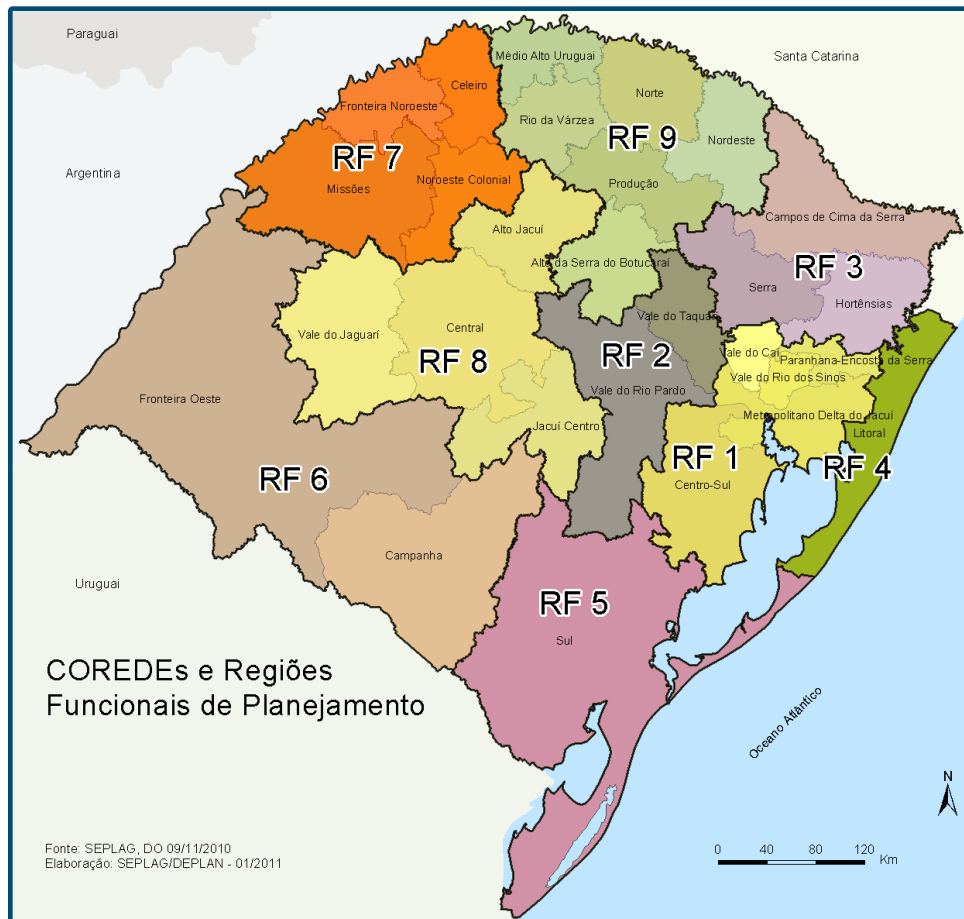 Paraguai
Santa Catarina
Médio Alto Uruguai
Celeiro
Norte
Fronteira Noroeste
Rio da Várzea
RF 9
Nordeste
RF 7
Argentina
Missões
Noroeste Colonial
Produção
Campos de Cima da Serra
Alto Jacuí
Alto da Serra do Botucaraí
RF 3
Serra
Hortênsias
Vale do Taquari
Vale do Jaguari
Central
RF 8
RF 2
Vale do Caí
Paranhana-Encosta da Serra
Vale do Rio dos Sinos
Vale do Rio Pardo
Fronteira Oeste
Metropolitano Delta do Jacuí
Jacuí Centro
Litoral
RF 1
RF 4
RF 6
Centro-Sul
Campanha
Uruguai
RF 5
Sul
COREDEs e Regiões
Funcionais de Planejamento
Oceano Atlântico
N
Fonte: SEPLAG, DO 09/11/2010
Elaboração: SEPLAG/DEPLAN - 01/2011
0 40 80 120
Km